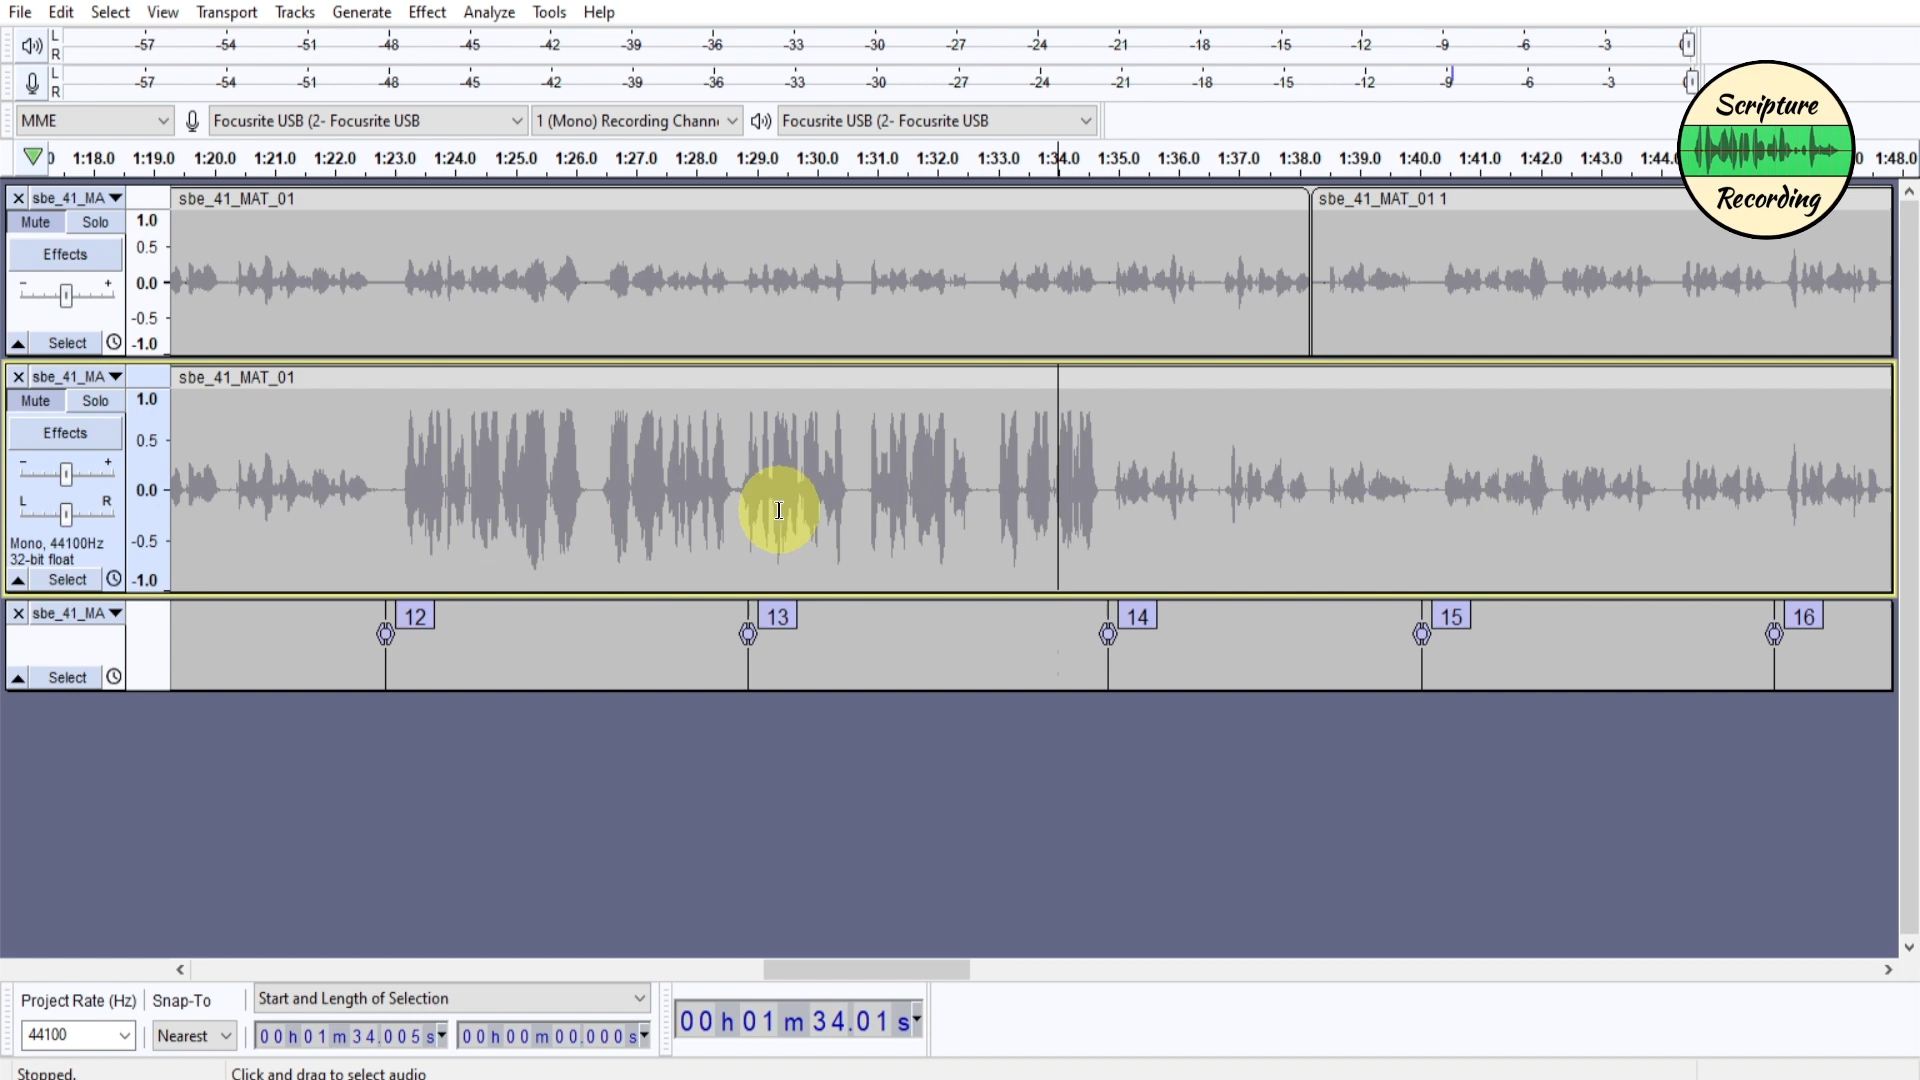 File Edit Select View Transport Tracks Generate Effect Analyze Tools Help
L -57 -54 -51 -48 -45 -42 -39 -36 -33 -30 -27 -24 -21 -18 -15 -12 -9 -6 -3
R
L -57 -54 -51 -48 -45 -42 -39 -36 -33 -30 -27 -24 -21 -18 -15 -12 -9 -6 -3
R
Scripture
Recording
MME Focusrite USB (2- Focusrite USB 1 (Mono) Recording Chann Focusrite USB (2- Focusrite USB
1:18.0 1:19.0 1:20.0 1:21.0 1:22.0 1:23.0 1:24.0 1:25.0 1:26.0 1:27.0 1:28.0 1:29.0 1:30.0 1:31.0 1:32.0 1:33.0 1:34.0 1:35.0 1:36.0 1:37.0 1:38.0 1:39.0 1:40.0 1:41.0 1:42.0 1:43.0 1:44.0 1:48.0
X sbe_41_MA sbe_41_MAT_01 sbe_41_MAT_01 1
Mute Solo 1.0
0.5
Effects
- + 0.0
-0.5
Select -1.0
X sbe_41_MA sbe_41_MAT_01
Mute Solo 1.0
Effects 0.5
- +
L R 0.0
Mono, 44100Hz -0.5
32-bit float
Select -1.0
X sbe_41_MA 12 13 14 15 16
Select
Project Rate (Hz) Snap-To Start and Length of Selection
44100 Nearest 00 h 01 m 34.005 s 00 h 00 m 00.000 s 00 h 01 m 34.01 s
Stopped. Click and drag to select audio